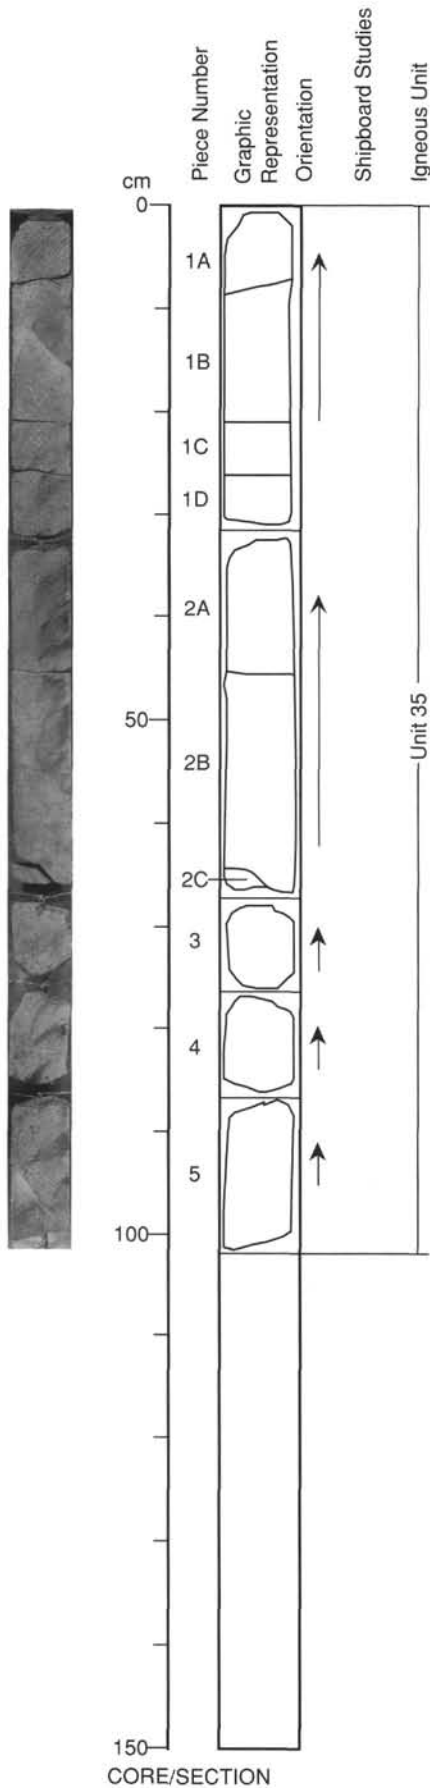 Piece Number
Graphic
Representation
Orientation
Shipboard Studies
Igneous Unit
cm
0
1A
1B
1C
1D
2A
50
2B
2C
3
4
5
100
150
Unit 35
CORE/SECTION